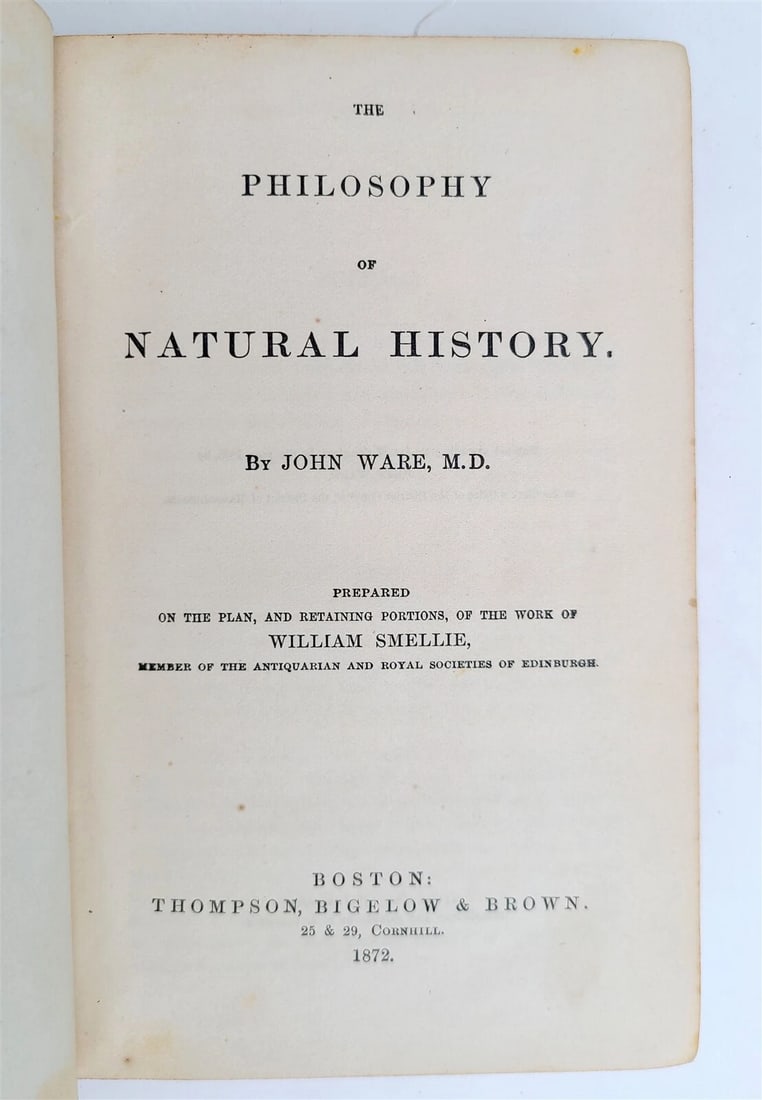 THE
PHILOSOPHY
OF
NATURAL HISTORY.
By JOHN WARE, M.D.
PREPARED
ON THE PLAN, AND RETAINING PORTIONS, OF THE WORK OF
WILLIAM SMELLIE,
MEMBER OF THE ANTIQUARIAN AND ROYAL SOCIETIES OF EDINBURGH.
BOSTON:
THOMPSON, BIGELOW & BROWN.
25 & 29, CORNHILL.
1872.